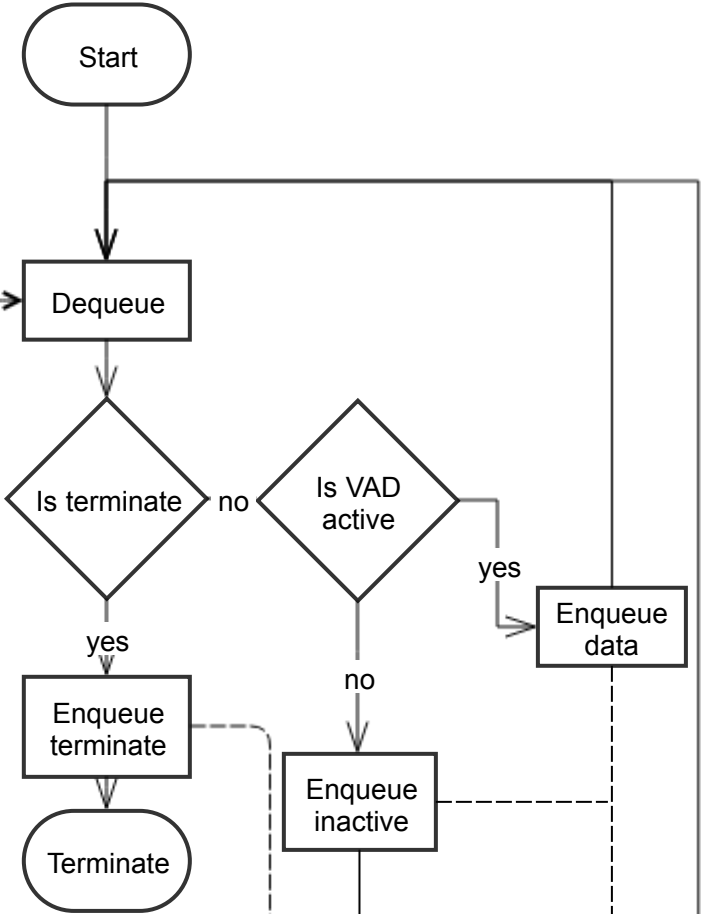 Start
Dequeue
Is terminate
no
Is VAD
active
yes
Enqueue
data
yes
no
Enqueue
terminate
Enqueue
inactive
Terminate